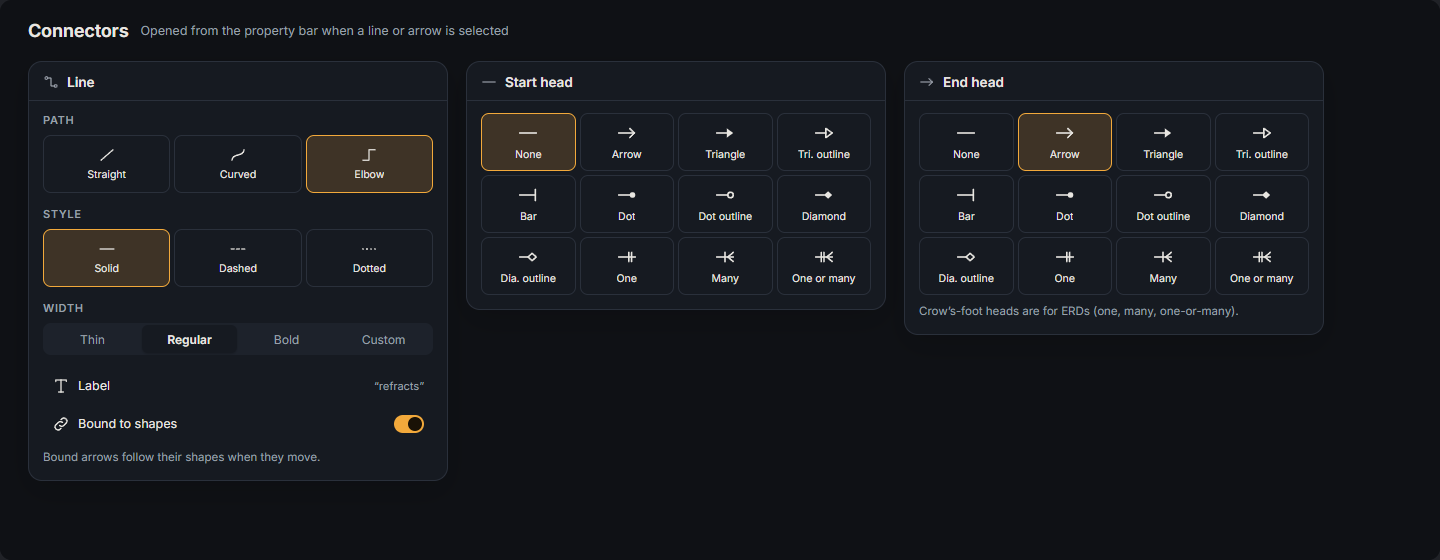 Connectors Opened from the property bar when a line or arrow is selected
Line
PATH
Straight Curved Elbow
STYLE
Solid Dashed Dotted
WIDTH
Thin Regular Bold Custom
Label “refracts”
Bound to shapes
Bound arrows follow their shapes when they move.
Start head
None Arrow Triangle Tri. outline
Bar Dot Dot outline Diamond
Dia. outline One Many One or many
End head
None Arrow Triangle Tri. outline
Bar Dot Dot outline Diamond
Dia. outline One Many One or many
Crow’s-foot heads are for ERDs (one, many, one-or-many).